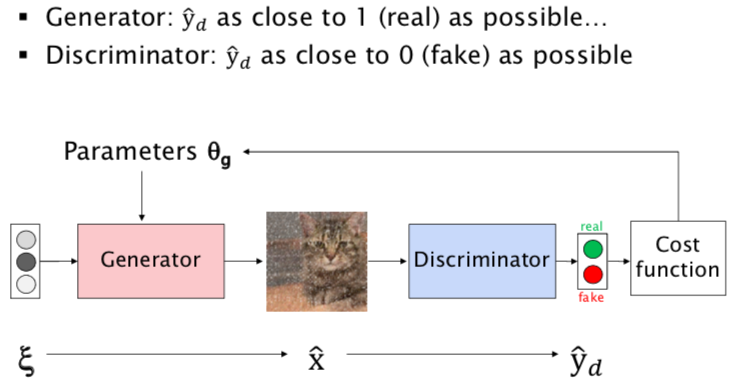 ▪ Generator: ŷ_d as close to 1 (real) as possible…
▪ Discriminator: ŷ_d as close to 0 (fake) as possible
Parameters θ_g
real
Generator
Discriminator
Cost
function
fake
ξ
x̂
ŷ_d